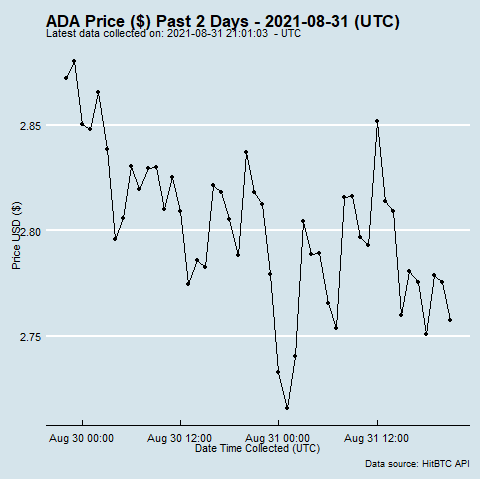 ADA Price ($) Past 2 Days - 2021-08-31 (UTC)
Latest data collected on: 2021-08-31 21:01:03 - UTC
2.85
2.80
2.75
Price USD ($)
Aug 30 00:00
Aug 30 12:00
Aug 31 00:00
Aug 31 12:00
Date Time Collected (UTC)
Data source: HitBTC API